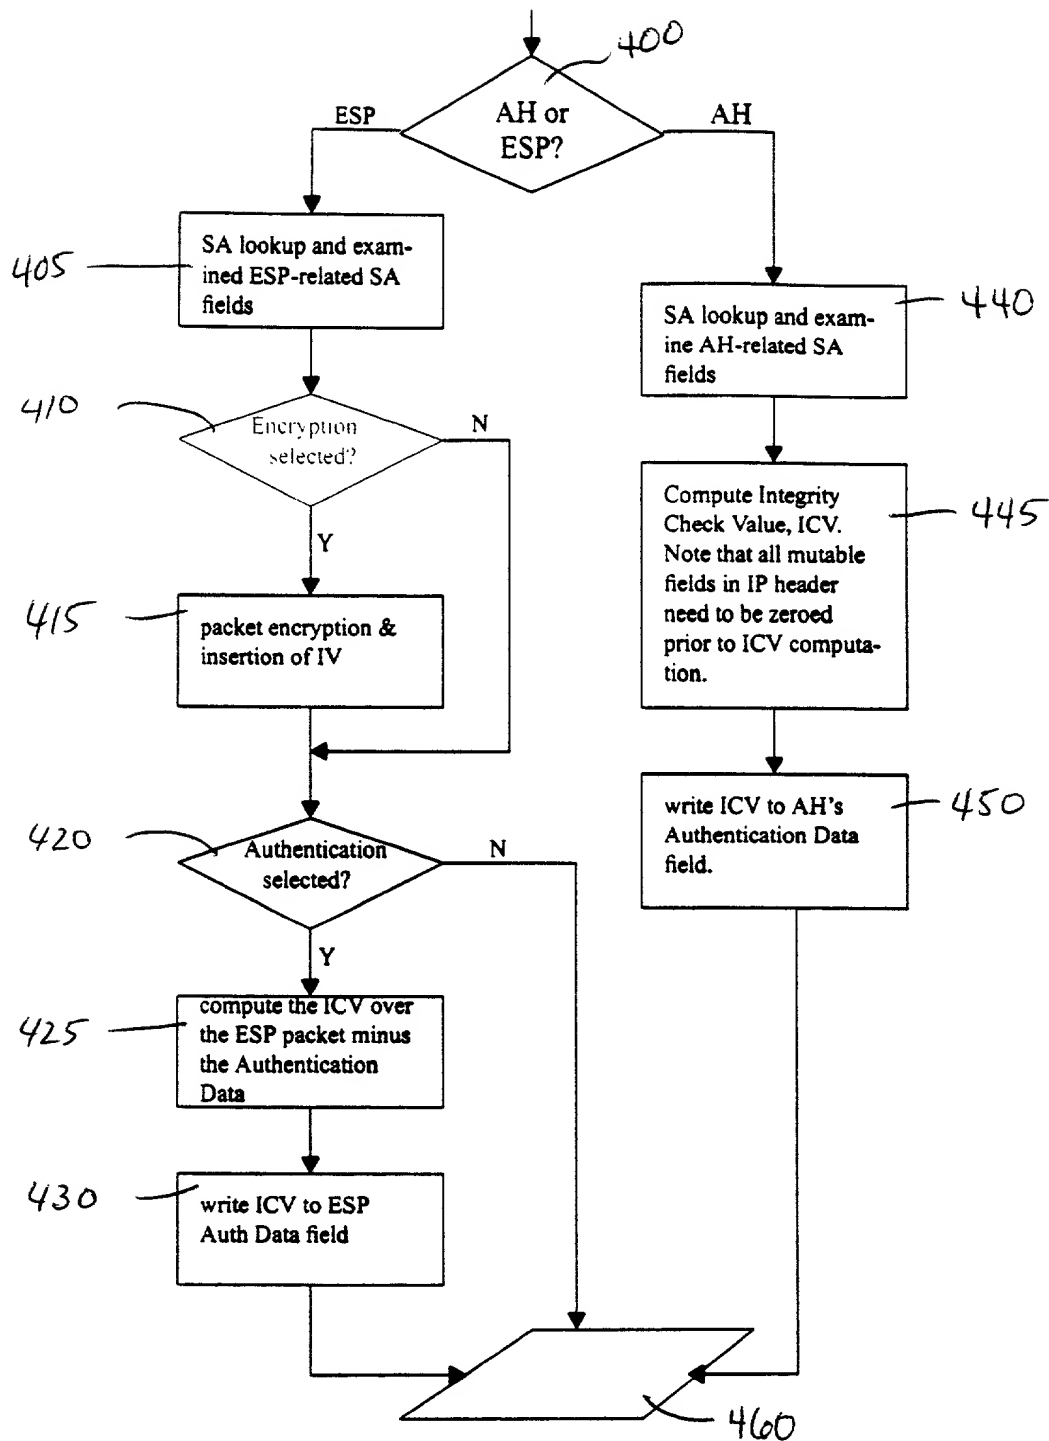 400
AH or
ESP?
ESP
AH
405
SA lookup and exam-
ined ESP-related SA
fields
440
SA lookup and exam-
ine AH-related SA
fields
410
Encryption
selected?
N
Y
445
Compute Integrity
Check Value, ICV.
Note that all mutable
fields in IP header
need to be zeroed
prior to ICV computa-
tion.
415
packet encryption &
insertion of IV
450
write ICV to AH's
Authentication Data
field.
420
Authentication
selected?
N
Y
425
compute the ICV over
the ESP packet minus
the Authentication
Data
430
write ICV to ESP
Auth Data field
460